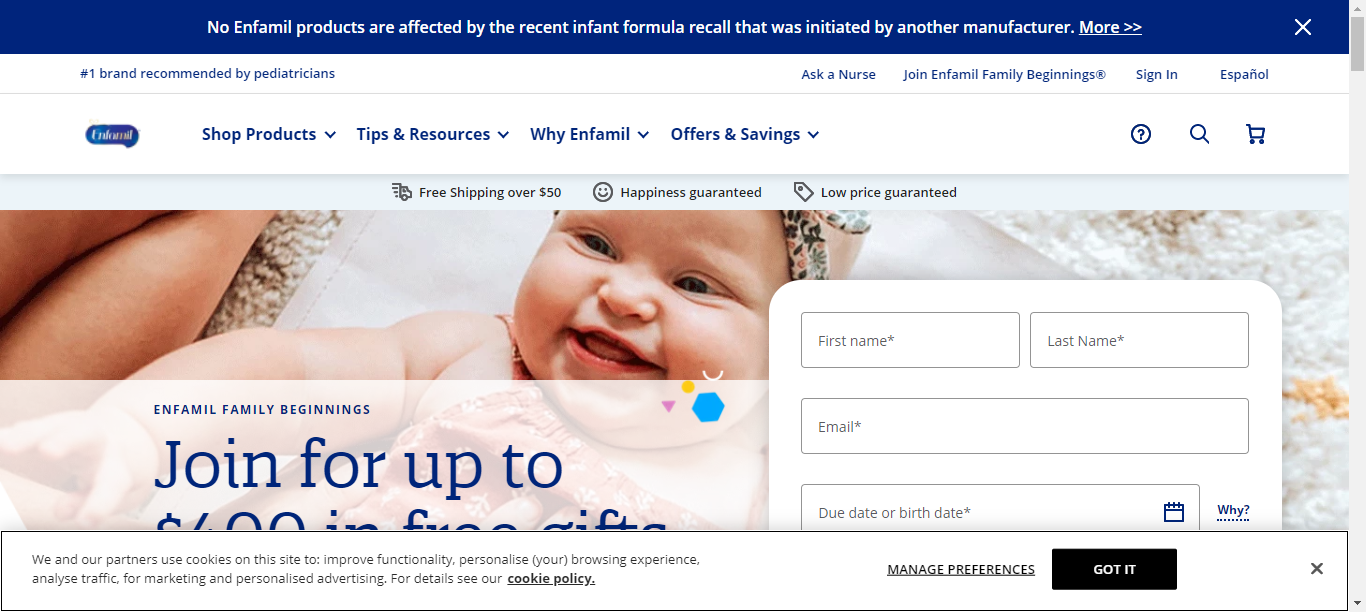 No Enfamil products are affected by the recent infant formula recall that was initiated by another manufacturer. More >>
#1 brand recommended by pediatricians
Ask a Nurse
Join Enfamil Family Beginnings®
Sign In
Español
Enfamil
Shop Products
Tips & Resources
Why Enfamil
Offers & Savings
Free Shipping over $50
Happiness guaranteed
Low price guaranteed
ENFAMIL FAMILY BEGINNINGS
Join for up to
$400 in free gifts
First name*
Last Name*
Email*
Due date or birth date*
Why?
We and our partners use cookies on this site to: improve functionality, personalise (your) browsing experience,
analyse traffic, for marketing and personalised advertising. For details see our cookie policy.
MANAGE PREFERENCES
GOT IT